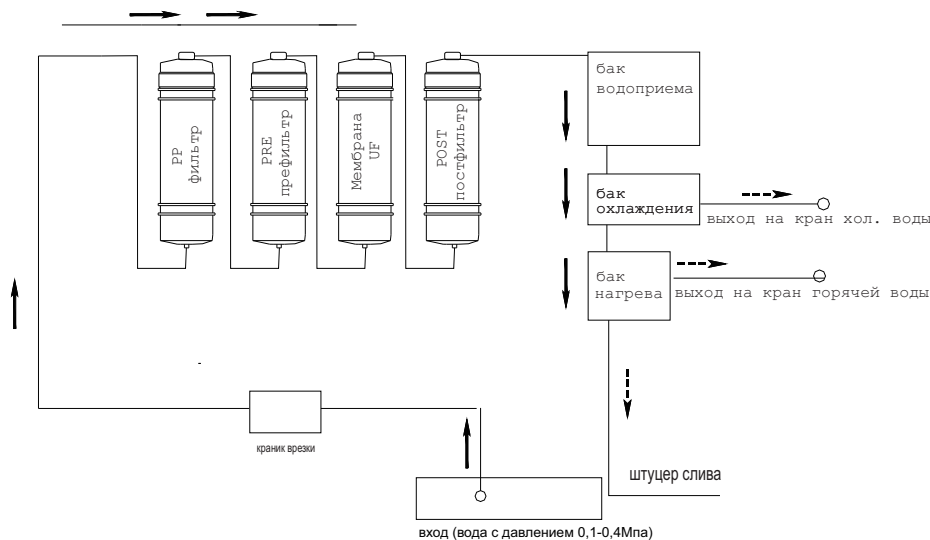 PP
фильтр
PRE
префильтр
Мембрана
UF
POST
постфильтр
бак
водоприема
бак
охлаждения
выход на кран хол. воды
бак
нагрева
выход на кран горячей воды
краник врезки
штуцер слива
вход (вода с давлением 0,1-0,4Мпа)